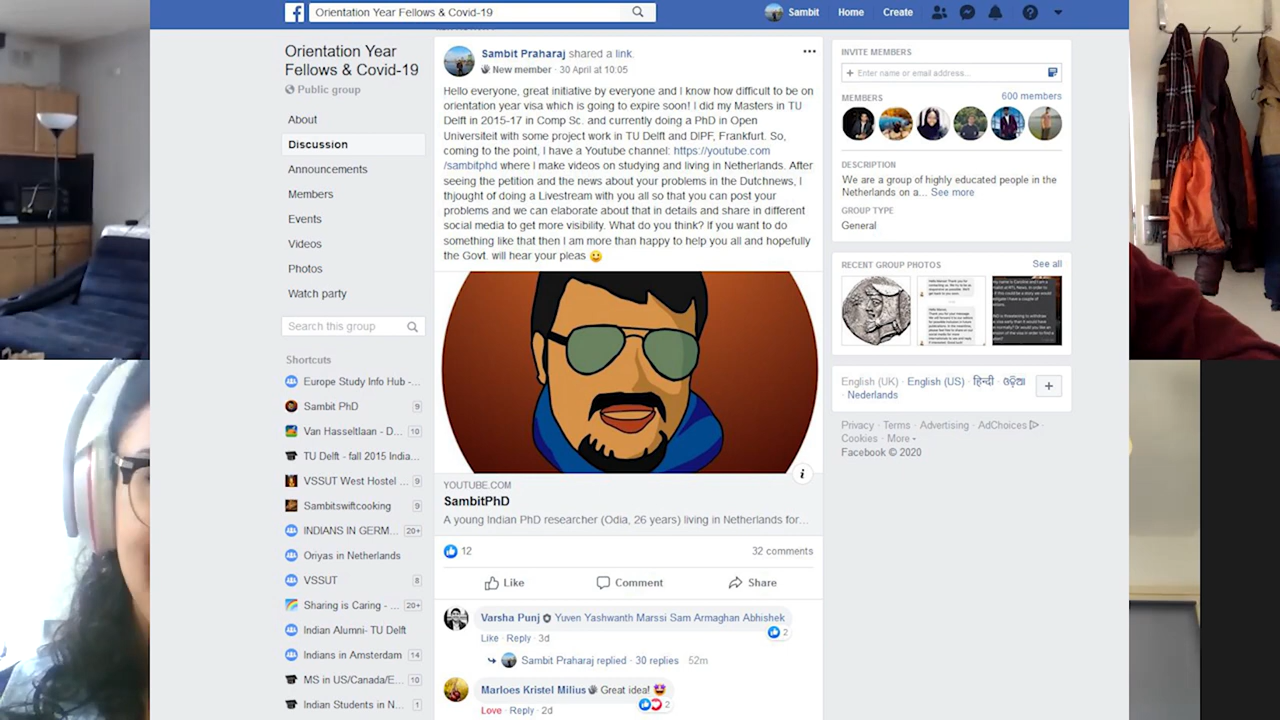 Orientation Year Fellows & Covid-19
Sambit
Home
Create
Orientation Year
Fellows & Covid-19
Public group
About
Discussion
Announcements
Members
Events
Videos
Photos
Watch party
Search this group
Shortcuts
Europe Study Info Hub -...
Sambit PhD 9
Van Hasseltlaan - D... 10
TU Delft - fall 2015 India...
VSSUT West Hostel ... 9
Sambitswiftcooking 9
INDIANS IN GERM... 20+
Oriyas in Netherlands
VSSUT 8
Sharing is Caring - ... 20+
Indian Alumni- TU Delft
Indians in Amsterdam 14
MS in US/Canada/E... 10
Indian Students in N... 1
Sambit Praharaj shared a link.
New member · 30 April at 10:05
Hello everyone, great initiative by everyone and I know how difficult to be on
orientation year visa which is going to expire soon! I did my Masters in TU
Delft in 2015-17 in Comp Sc. and currently doing a PhD in Open
Universiteit with some project work in TU Delft and DIPF, Frankfurt. So,
coming to the point, I have a Youtube channel: https://youtube.com
/sambitphd where I make videos on studying and living in Netherlands. After
seeing the petition and the news about your problems in the Dutchnews, I
thjought of doing a Livestream with you all so that you can post your
problems and we can elaborate about that in details and share in different
social media to get more visibility. What do you think? If you want to do
something like that then I am more than happy to help you all and hopefully
the Govt. will hear your pleas
YOUTUBE.COM
SambitPhD
A young Indian PhD researcher (Odia, 26 years) living in Netherlands for...
12
32 comments
Like
Comment
Share
Varsha Punj Yuven Yashwanth Marssi Sam Armaghan Abhishek
2
Like · Reply · 3d
Sambit Praharaj replied · 30 replies 52m
Marloes Kristel Milius Great idea!
2
Love · Reply · 2d
INVITE MEMBERS
Enter name or email address...
MEMBERS
600 members
DESCRIPTION
We are a group of highly educated people in the
Netherlands on a... See more
GROUP TYPE
General
RECENT GROUP PHOTOS
See all
English (UK) · English (US) · हिन्दी · ଓଡ଼ିଆ
· Nederlands
Privacy · Terms · Advertising · AdChoices
Cookies · More
Facebook © 2020